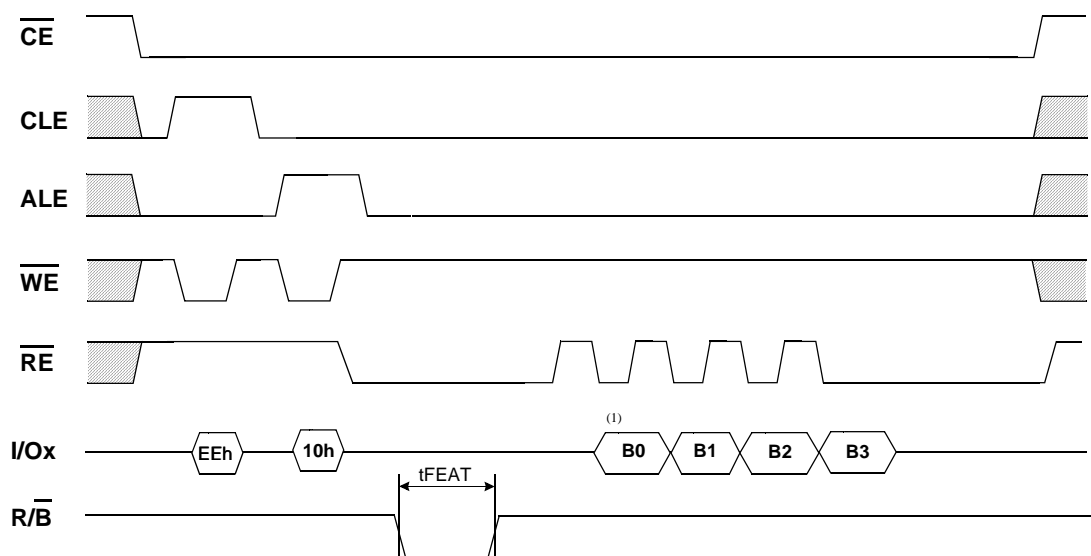 CE
CLE
ALE
WE
RE
(1)
I/Ox EEh 10h B0 B1 B2 B3
tFEAT
R/B